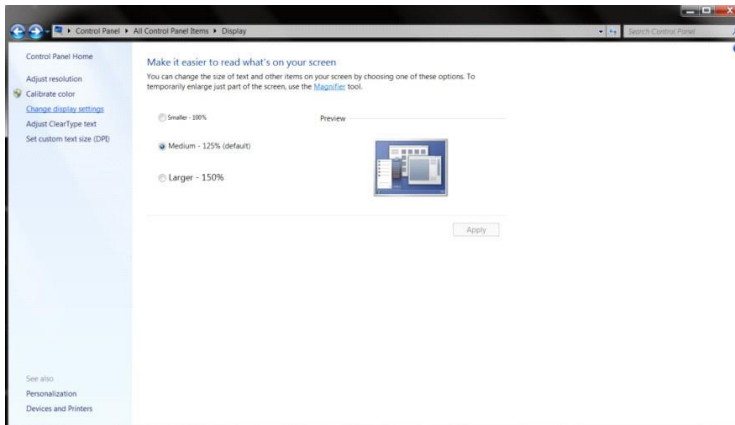 Control Panel ▸ All Control Panel Items ▸ Display
Search Control Panel
Control Panel Home
Adjust resolution
Calibrate color
Change display settings
Adjust ClearType text
Set custom text size (DPI)
See also
Personalization
Devices and Printers
Make it easier to read what's on your screen
You can change the size of text and other items on your screen by choosing one of these options. To
temporarily enlarge just part of the screen, use the Magnifier tool.
Smaller - 100%
Medium - 125% (default)
Larger - 150%
Preview
Apply